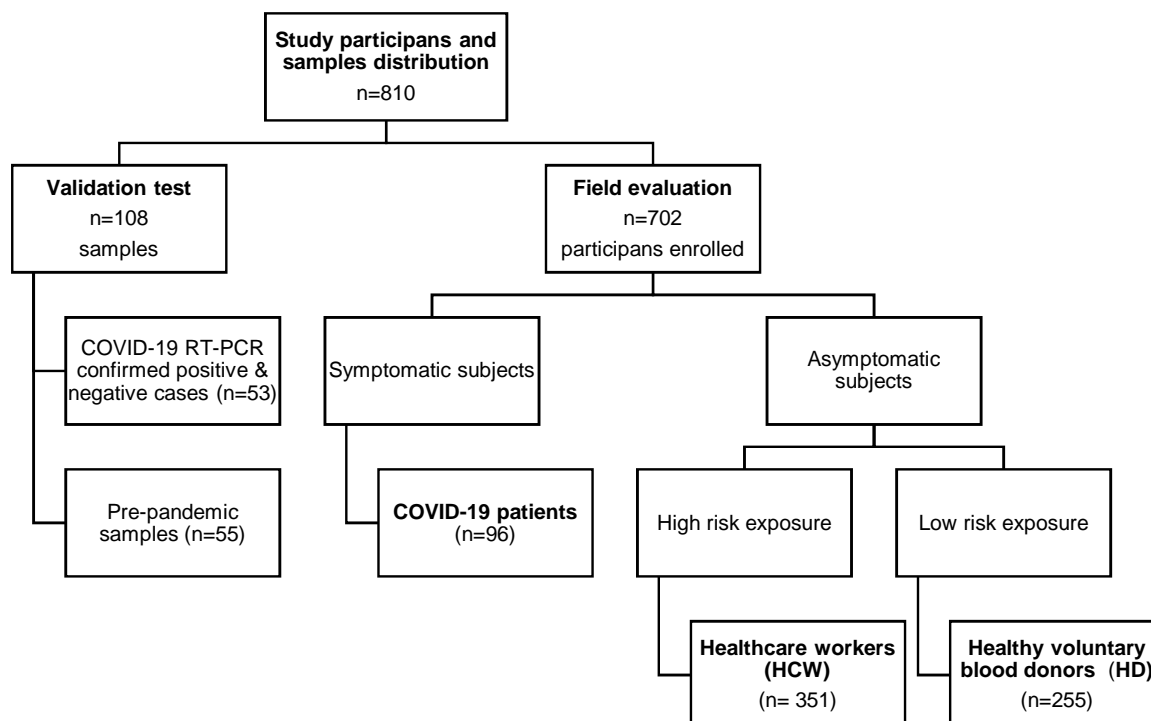 Study participans and
samples distribution
n=810
Validation test
n=108
samples
Field evaluation
n=702
participans enrolled
COVID-19 RT-PCR
confirmed positive &
negative cases (n=53)
Symptomatic subjects
Asymptomatic
subjects
Pre-pandemic
samples (n=55)
COVID-19 patients
(n=96)
High risk exposure
Low risk exposure
Healthcare workers
(HCW)
(n= 351)
Healthy voluntary
blood donors (HD)
(n=255)